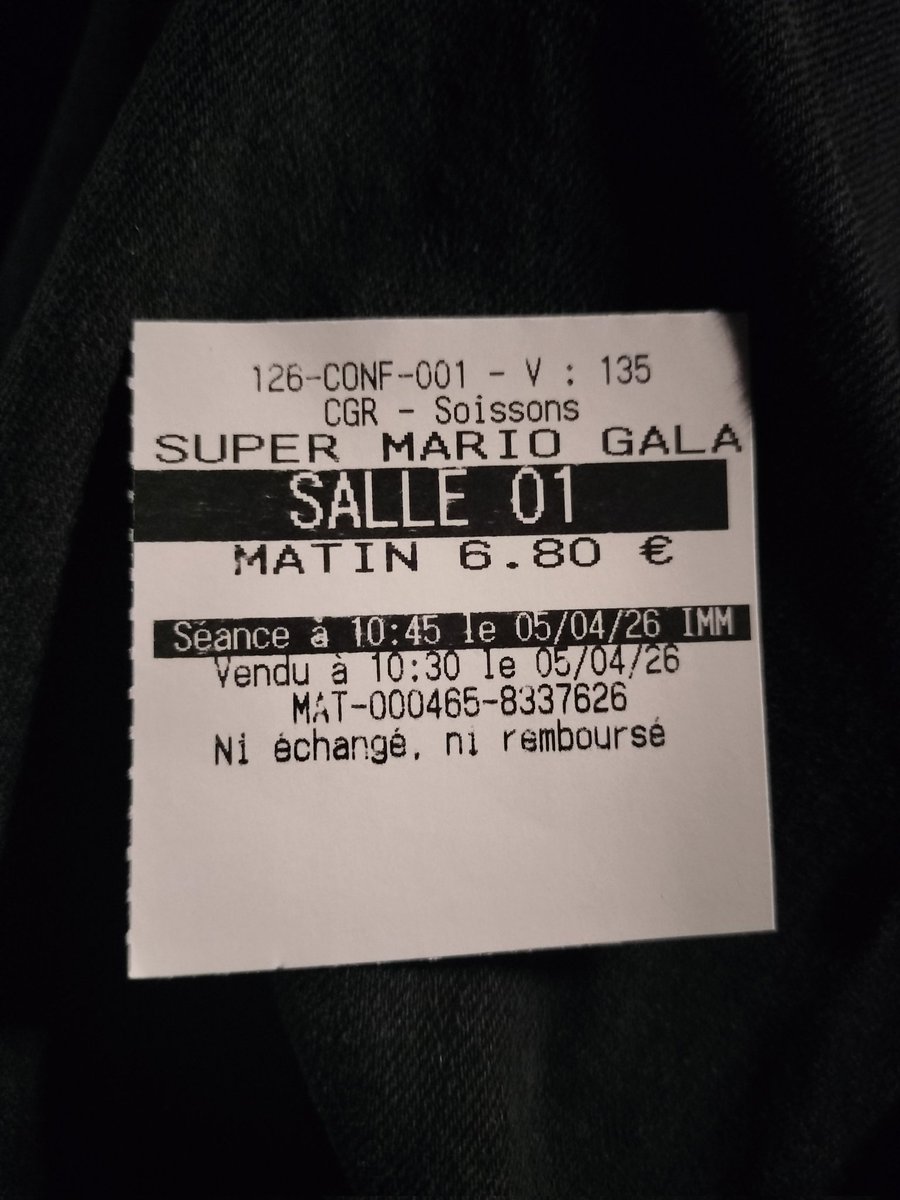 126-CONF-001 - V : 135
CGR - Soissons
SUPER MARIO GALA
SALLE 01
MATIN 6.80 €
Séance à 10:45 le 05/04/26 IMM
Vendu à 10:30 le 05/04/26
MAT-000465-8337626
Ni échangé, ni remboursé